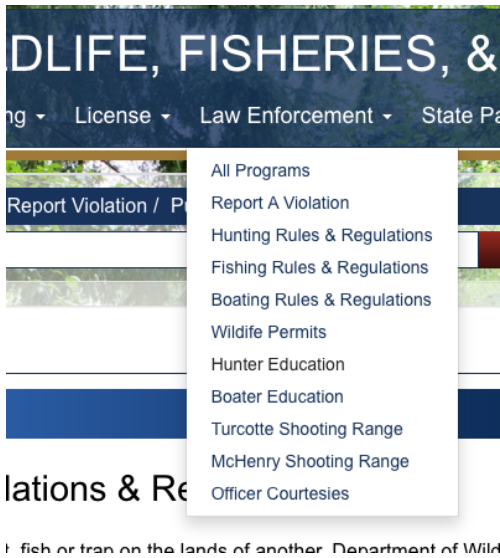 DLIFE, FISHERIES, &
ng License Law Enforcement State Pa
All Programs
Report Violation / P
Report A Violation
Hunting Rules & Regulations
Fishing Rules & Regulations
Boating Rules & Regulations
Wildife Permits
Hunter Education
Boater Education
Turcotte Shooting Range
McHenry Shooting Range
lations & Re
Officer Courtesies
t, fish or trap on the lands of another. Department of Wild